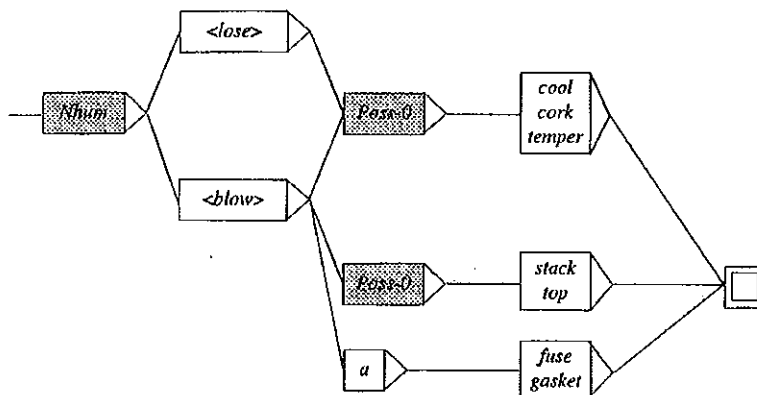 <lose>
Nhum
Poss-0
cool
cork
temper
<blow>
Poss-0
stack
top
a
fuse
gasket